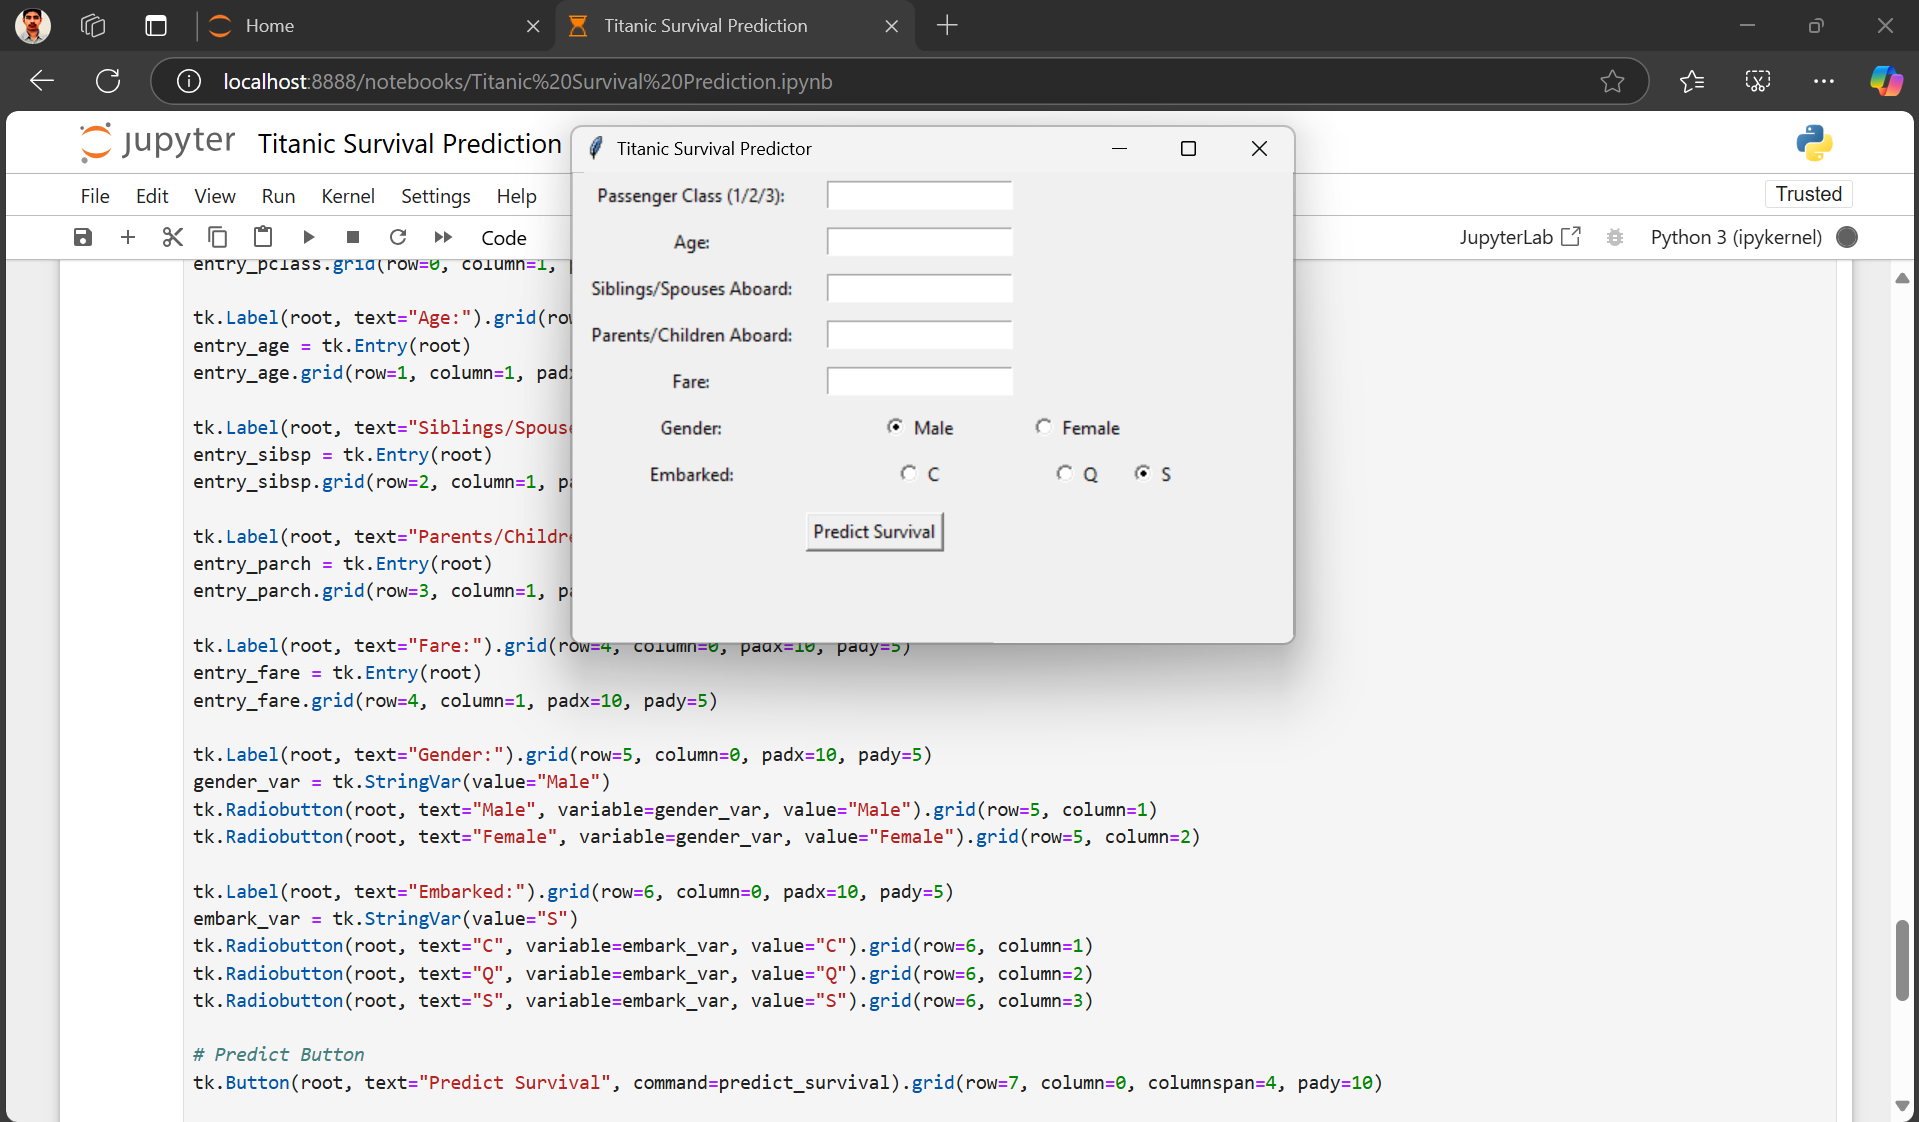 Home
Titanic Survival Prediction
localhost:8888/notebooks/Titanic%20Survival%20Prediction.ipynb
jupyter Titanic Survival Prediction
File Edit View Run Kernel Settings Help
Trusted
Code
JupyterLab
Python 3 (ipykernel)
Titanic Survival Predictor
Passenger Class (1/2/3):
Age:
Siblings/Spouses Aboard:
Parents/Children Aboard:
Fare:
Gender: Male Female
Embarked: C Q S
Predict Survival
entry_pclass.grid(row=0, column=1,
tk.Label(root, text="Age:").grid(row
entry_age = tk.Entry(root)
entry_age.grid(row=1, column=1, padx
tk.Label(root, text="Siblings/Spouse
entry_sibsp = tk.Entry(root)
entry_sibsp.grid(row=2, column=1, pa
tk.Label(root, text="Parents/Childre
entry_parch = tk.Entry(root)
entry_parch.grid(row=3, column=1, pa
tk.Label(root, text="Fare:").grid(row=4, column=0, padx=10, pady=5)
entry_fare = tk.Entry(root)
entry_fare.grid(row=4, column=1, padx=10, pady=5)
tk.Label(root, text="Gender:").grid(row=5, column=0, padx=10, pady=5)
gender_var = tk.StringVar(value="Male")
tk.Radiobutton(root, text="Male", variable=gender_var, value="Male").grid(row=5, column=1)
tk.Radiobutton(root, text="Female", variable=gender_var, value="Female").grid(row=5, column=2)
tk.Label(root, text="Embarked:").grid(row=6, column=0, padx=10, pady=5)
embark_var = tk.StringVar(value="S")
tk.Radiobutton(root, text="C", variable=embark_var, value="C").grid(row=6, column=1)
tk.Radiobutton(root, text="Q", variable=embark_var, value="Q").grid(row=6, column=2)
tk.Radiobutton(root, text="S", variable=embark_var, value="S").grid(row=6, column=3)
# Predict Button
tk.Button(root, text="Predict Survival", command=predict_survival).grid(row=7, column=0, columnspan=4, pady=10)